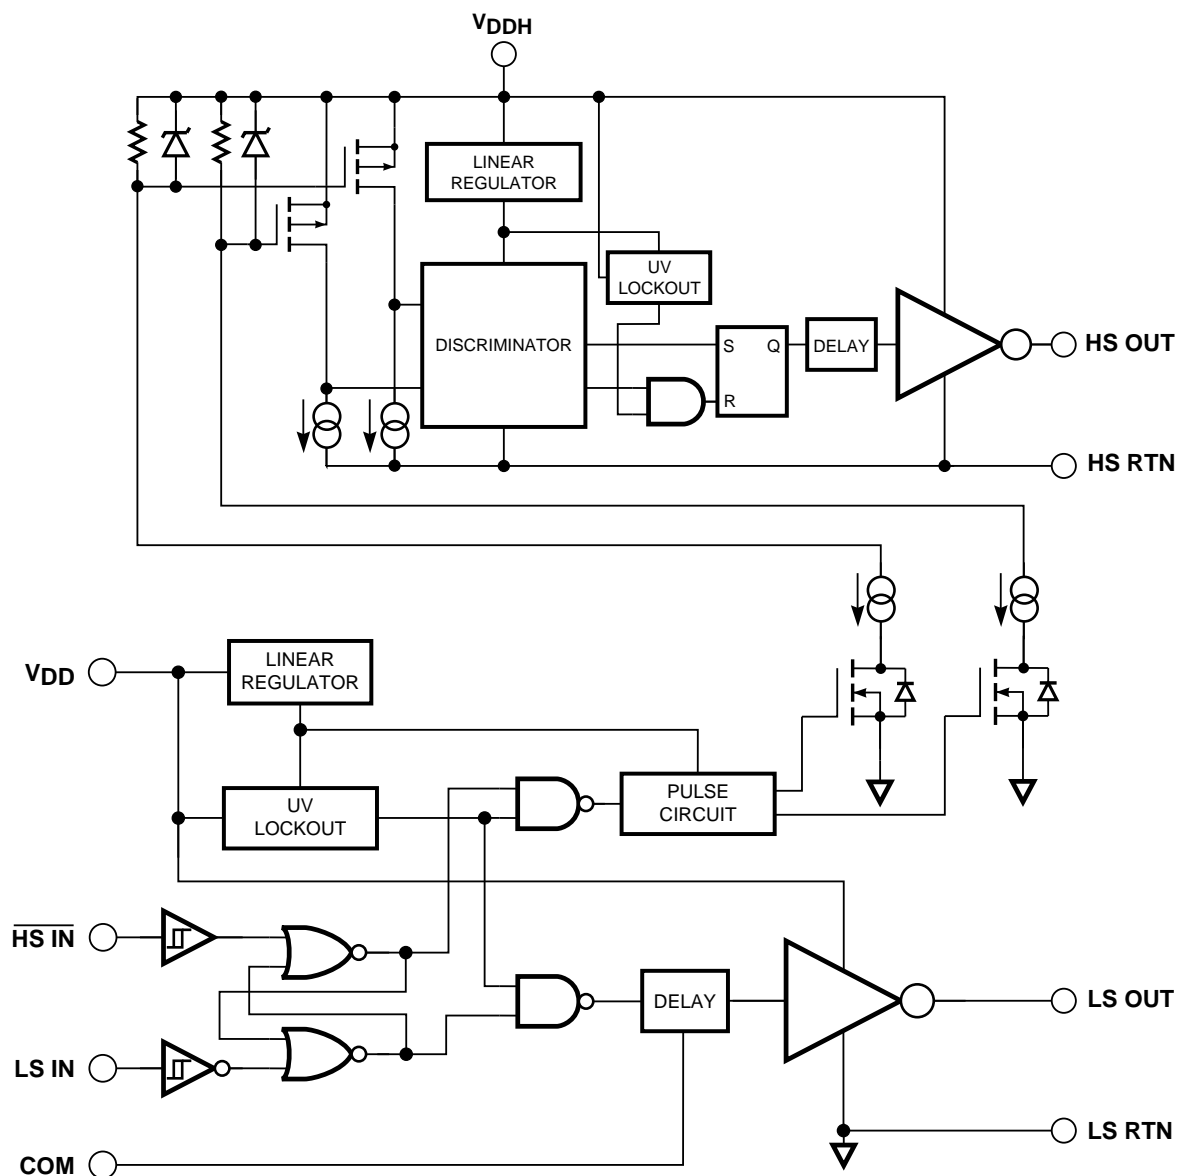 VDDH
LINEAR
REGULATOR
UV
LOCKOUT
DISCRIMINATOR
S Q
R
DELAY
HS OUT
HS RTN
VDD
LINEAR
REGULATOR
UV
LOCKOUT
PULSE
CIRCUIT
HS IN
LS IN
DELAY
LS OUT
LS RTN
COM